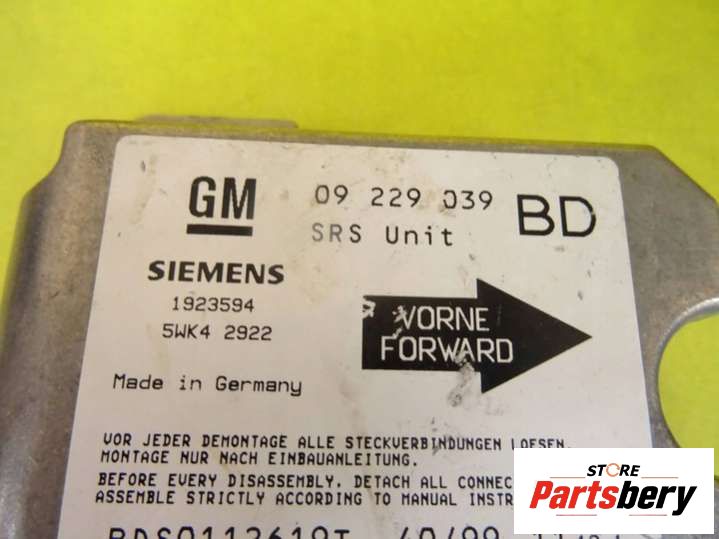 GM
09 229 039
BD
SRS Unit
SIEMENS
1923594
5WK4 2922
VORNE
FORWARD
Made in Germany
VOR JEDER DEMONTAGE ALLE STECKVERBINDUNGEN LOESEN.
MONTAGE NUR NACH EINBAUANLEITUNG.
BEFORE EVERY DISASSEMBLY, DETACH ALL
ASSEMBLE STRICTLY ACCORDING TO MANUAL
40/99
STORE
Partsbery